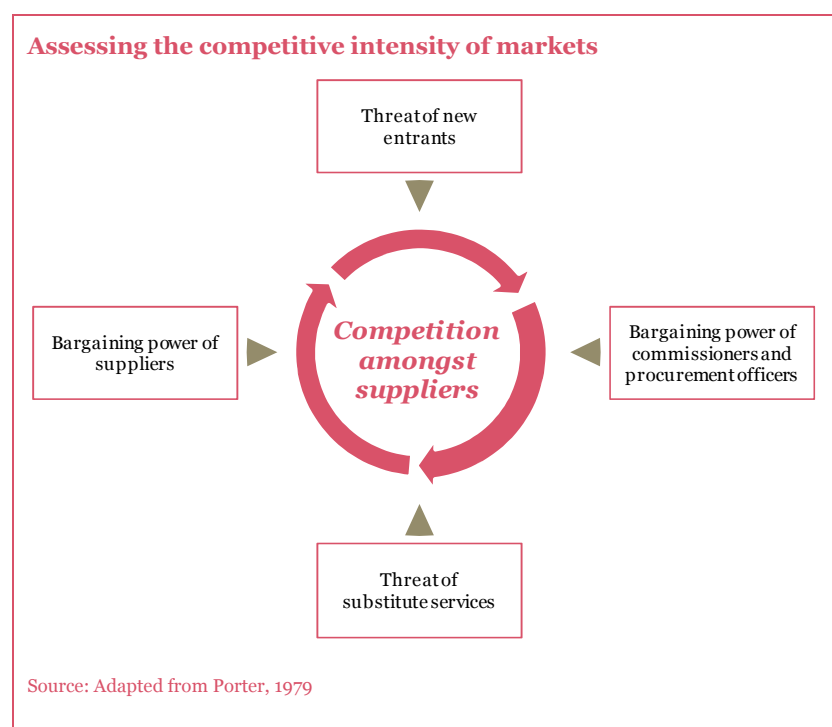 Assessing the competitive intensity of markets
Threat of new
entrants
Bargaining power of
suppliers
Competition
amongst
suppliers
Bargaining power of
commissioners and
procurement officers
Threat of
substitute services
Source: Adapted from Porter, 1979